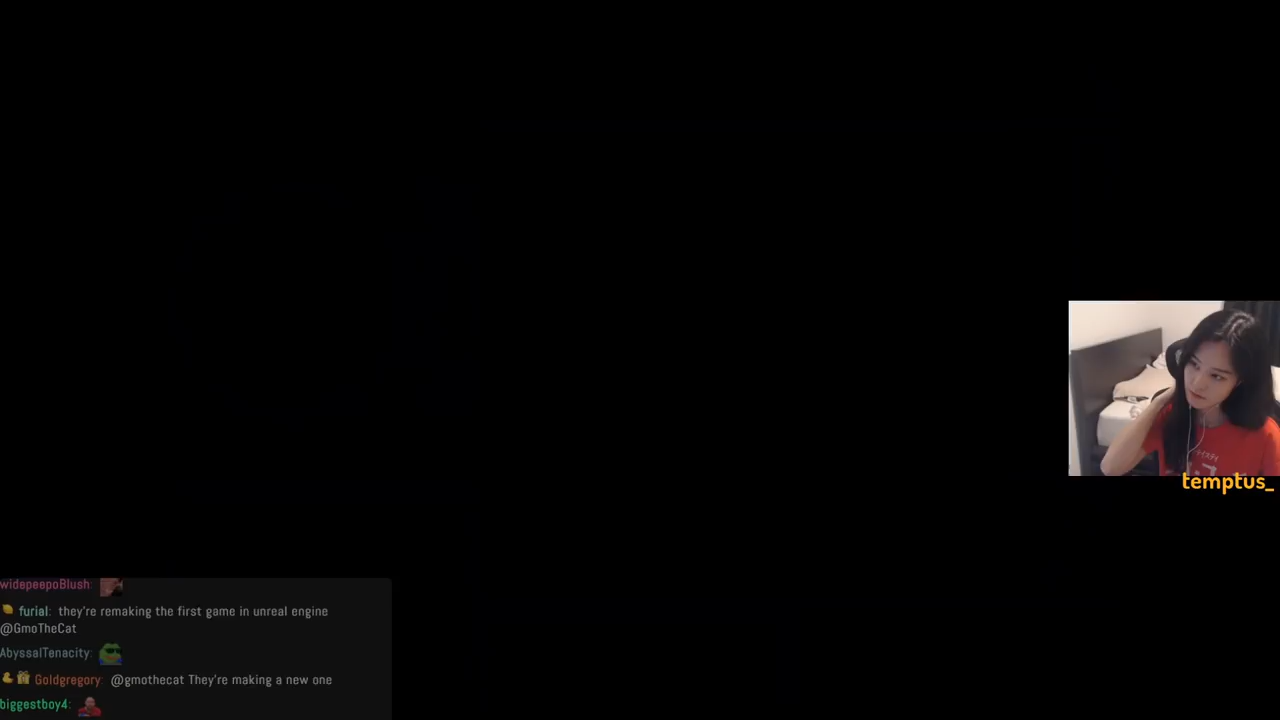 temptus_
widepeepoBlush:
furial: they're remaking the first game in unreal engine
@GmoTheCat
AbyssalTenacity:
Goldgregory: @gmothecat They're making a new one
biggestboy4: